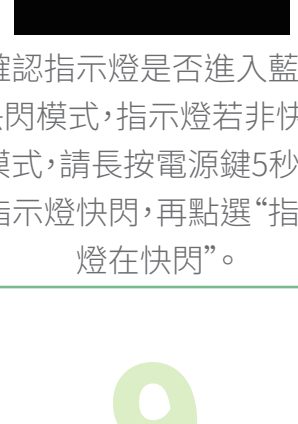 確認指示燈是否進入藍
閃模式，指示燈若非快
模式，請長按電源鍵5秒
指示燈快閃，再點選“指
燈在快閃”。
9